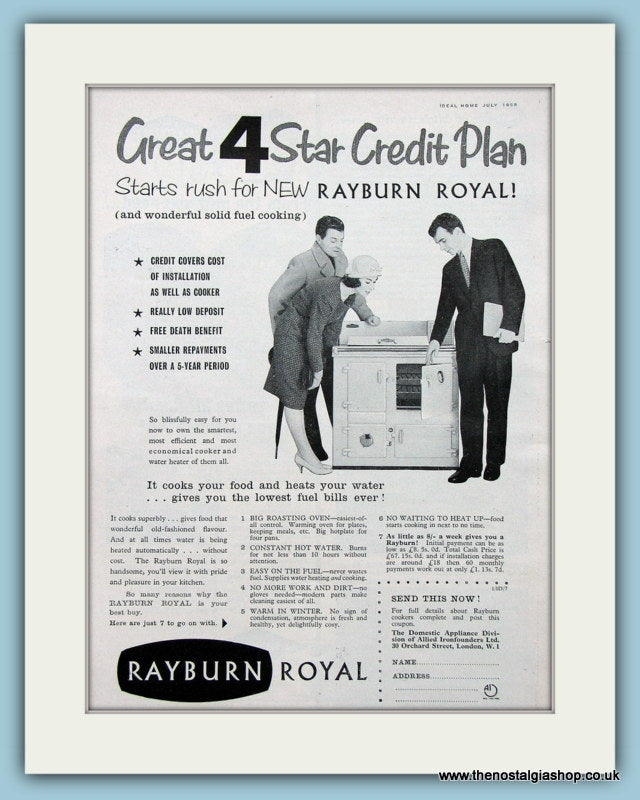 IDEAL HOME JULY 1958
Great 4 Star Credit Plan
Starts rush for NEW RAYBURN ROYAL!
(and wonderful solid fuel cooking)
★ CREDIT COVERS COST
OF INSTALLATION
AS WELL AS COOKER
★ REALLY LOW DEPOSIT
★ FREE DEATH BENEFIT
★ SMALLER REPAYMENTS
OVER A 5-YEAR PERIOD
So blissfully easy for you
now to own the smartest,
most efficient and most
economical cooker and
water heater of them all.
It cooks your food and heats your water
. . . gives you the lowest fuel bills ever!
It cooks superbly . . . gives food that
wonderful old-fashioned flavour.
And at all times water is being
heated automatically . . . without
cost. The Rayburn Royal is so
handsome, you'll view it with pride
and pleasure in your kitchen.
So many reasons why the
RAYBURN ROYAL is your
best buy.
Here are just 7 to go on with.
1 BIG ROASTING OVEN—easiest-of-
all control. Warming oven for plates,
keeping meals, etc. Big hotplate for
four pans.
2 CONSTANT HOT WATER. Burns
for not less than 10 hours without
attention.
3 EASY ON THE FUEL—never wastes
fuel. Supplies water heating and cooking.
4 NO MORE WORK AND DIRT—no
gloves needed—modern parts make
cleaning easiest of all.
5 WARM IN WINTER. No sign of
condensation, atmosphere is fresh and
healthy, yet delightfully cosy.
6 NO WAITING TO HEAT UP—food
starts cooking in next to no time.
7 As little as 8/- a week gives you a
Rayburn! Initial payment can be as
low as £8. 5s. 0d. Total Cash Price is
£67. 15s. 0d. and if installation charges
are around £18 then 60 monthly
payments work out at only £1. 13s. 7d.
SEND THIS NOW!
For full details about Rayburn
cookers complete and post this
coupon.
The Domestic Appliance Divi-
sion of Allied Ironfounders Ltd.
30 Orchard Street, London, W.1
NAME
ADDRESS
RAYBURN ROYAL
www.thenostalgiashop.co.uk